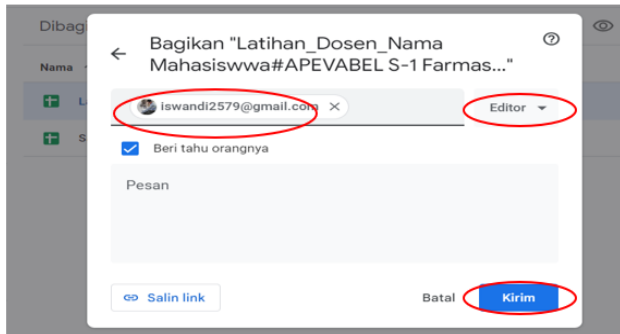 Dibag
Bagikan "Latihan_Dosen_Nama
Mahasiswwa#APEVABEL S-1 Farmas..."
Nama
L
iswandi2579@gmail.com
Editor
S
Beri tahu orangnya
Pesan
Salin link
Batal
Kirim